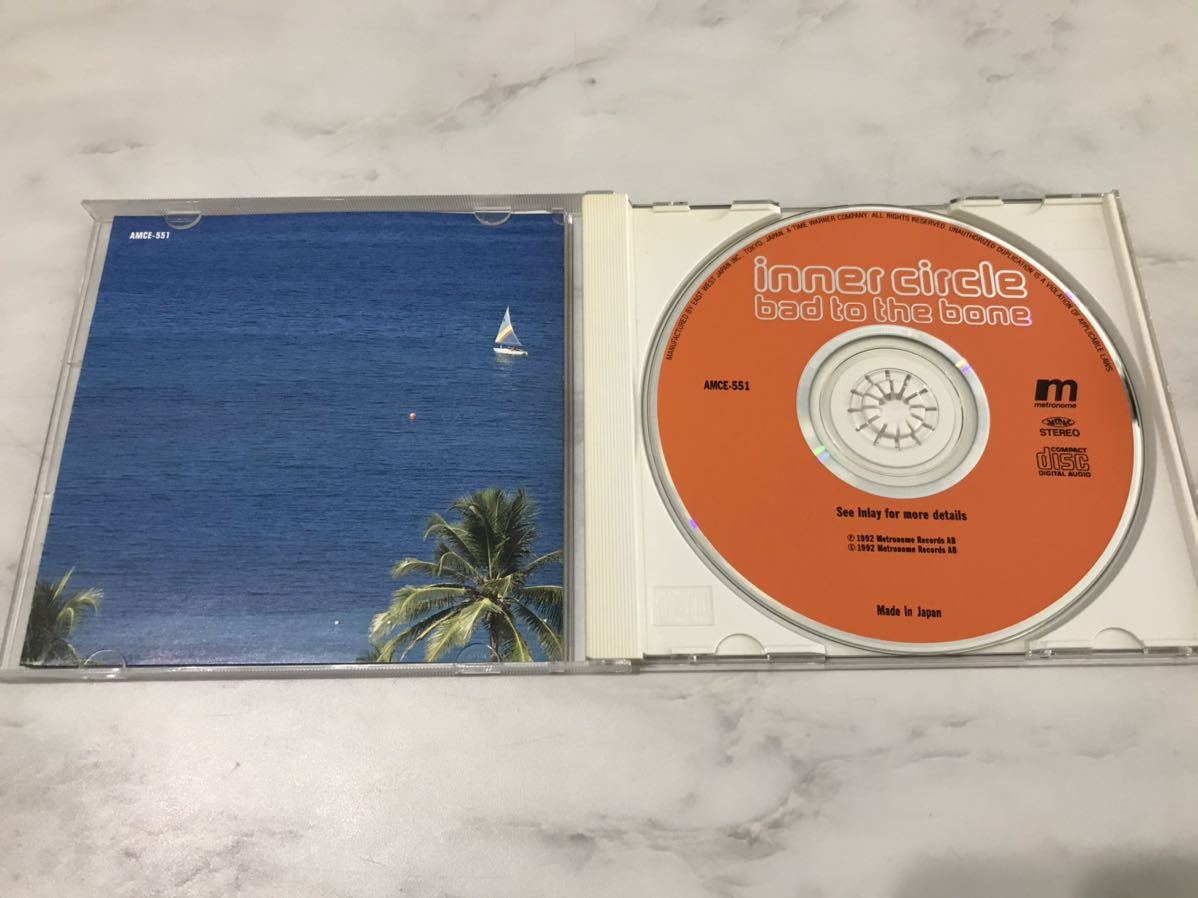 AMCE-551
MANUFACTURED BY EAST WEST JAPAN INC. TOKYO, JAPAN. A TIME WARNER COMPANY. ALL RIGHTS RESERVED. UNAUTHORIZED DUPLICATION IS A VIOLATION OF APPLICABLE LAWS.
inner circle
bad to the bone
AMCE-551
m
metronome
STEREO
COMPACT
disc
DIGITAL AUDIO
See Inlay for more details
Ⓟ 1992 Metronome Records AB
© 1992 Metronome Records AB
Made In Japan